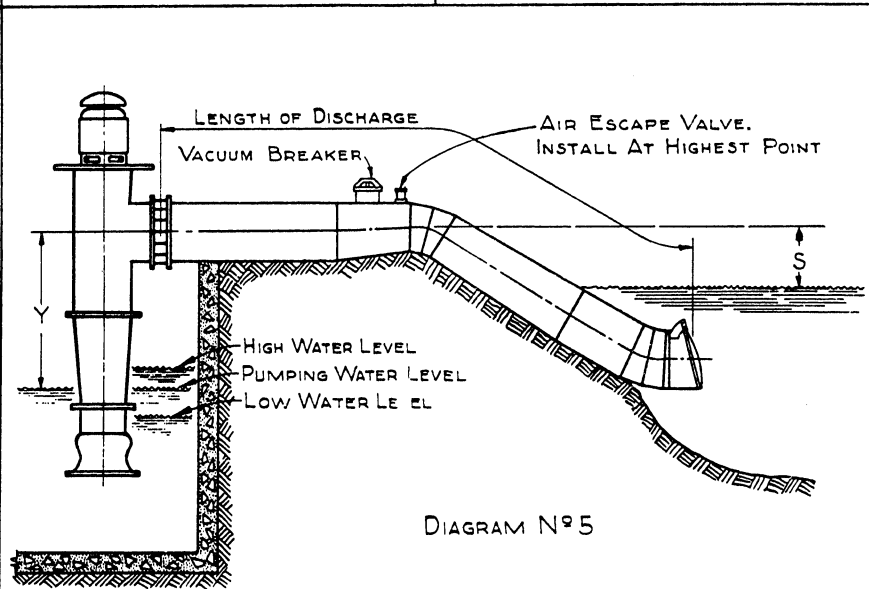 LENGTH OF DISCHARGE
AIR ESCAPE VALVE.
INSTALL AT HIGHEST POINT
VACUUM BREAKER
S
Y
HIGH WATER LEVEL
PUMPING WATER LEVEL
LOW WATER LE EL
DIAGRAM Nº 5